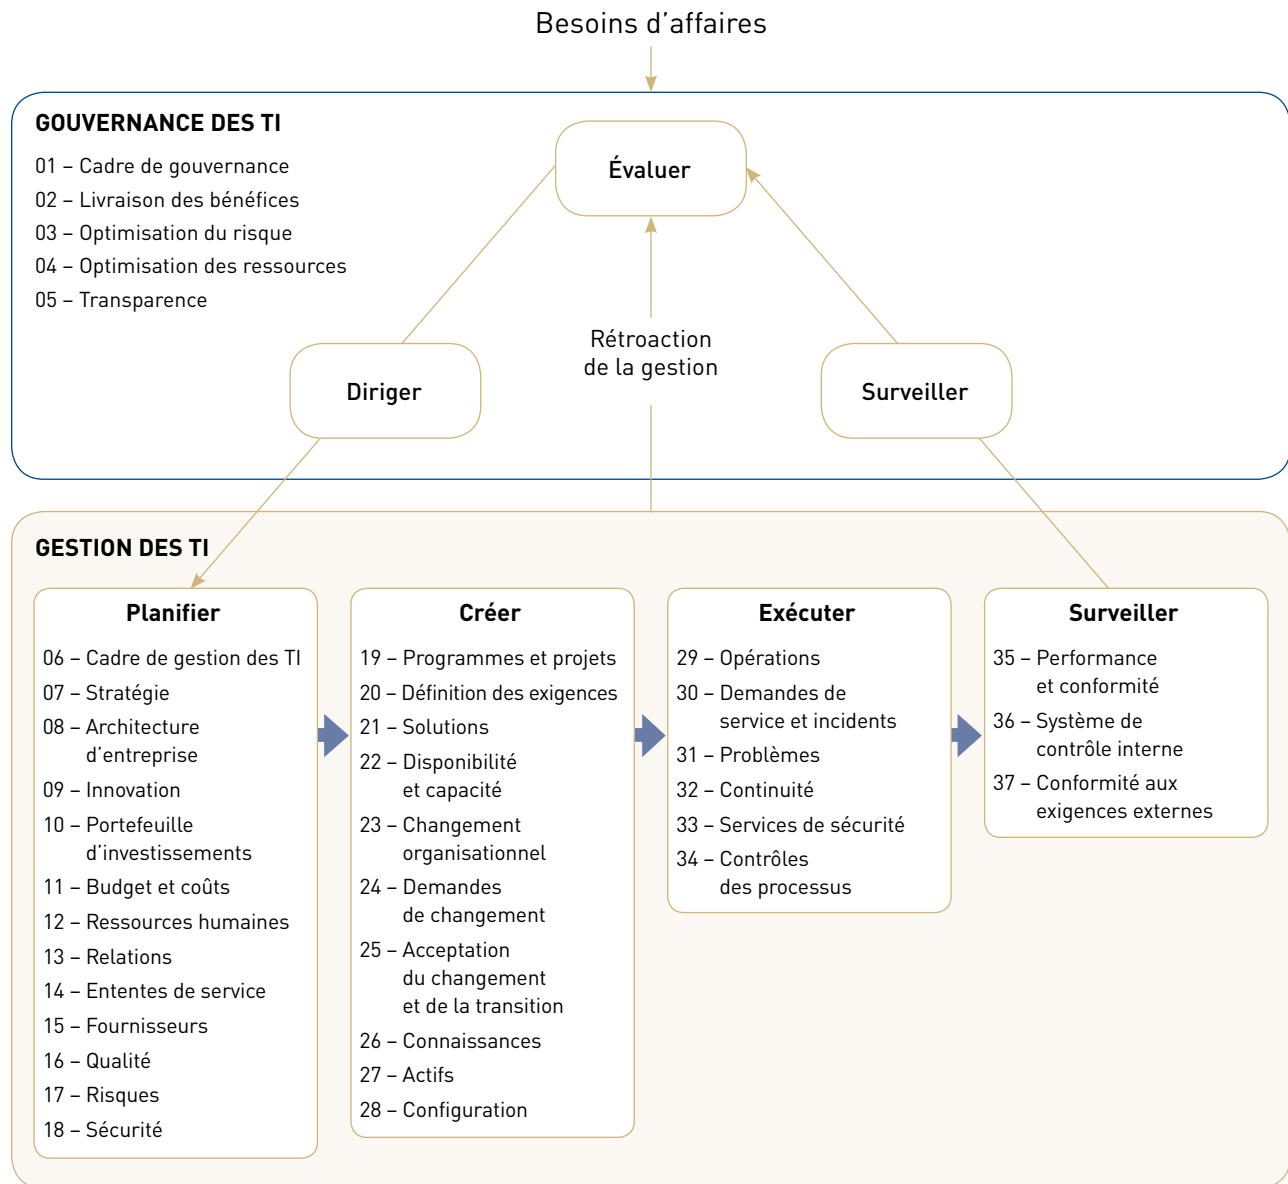 Besoins d’affaires
GOUVERNANCE DES TI
01 – Cadre de gouvernance
02 – Livraison des bénéfices
03 – Optimisation du risque
04 – Optimisation des ressources
05 – Transparence
Évaluer
Rétroaction
de la gestion
Diriger
Surveiller
GESTION DES TI
Planifier
06 – Cadre de gestion des TI
07 – Stratégie
08 – Architecture
d’entreprise
09 – Innovation
10 – Portefeuille
d’investissements
11 – Budget et coûts
12 – Ressources humaines
13 – Relations
14 – Ententes de service
15 – Fournisseurs
16 – Qualité
17 – Risques
18 – Sécurité
Créer
19 – Programmes et projets
20 – Définition des exigences
21 – Solutions
22 – Disponibilité
et capacité
23 – Changement
organisationnel
24 – Demandes
de changement
25 – Acceptation
du changement
et de la transition
26 – Connaissances
27 – Actifs
28 – Configuration
Exécuter
29 – Opérations
30 – Demandes de
service et incidents
31 – Problèmes
32 – Continuité
33 – Services de sécurité
34 – Contrôles
des processus
Surveiller
35 – Performance
et conformité
36 – Système de
contrôle interne
37 – Conformité aux
exigences externes